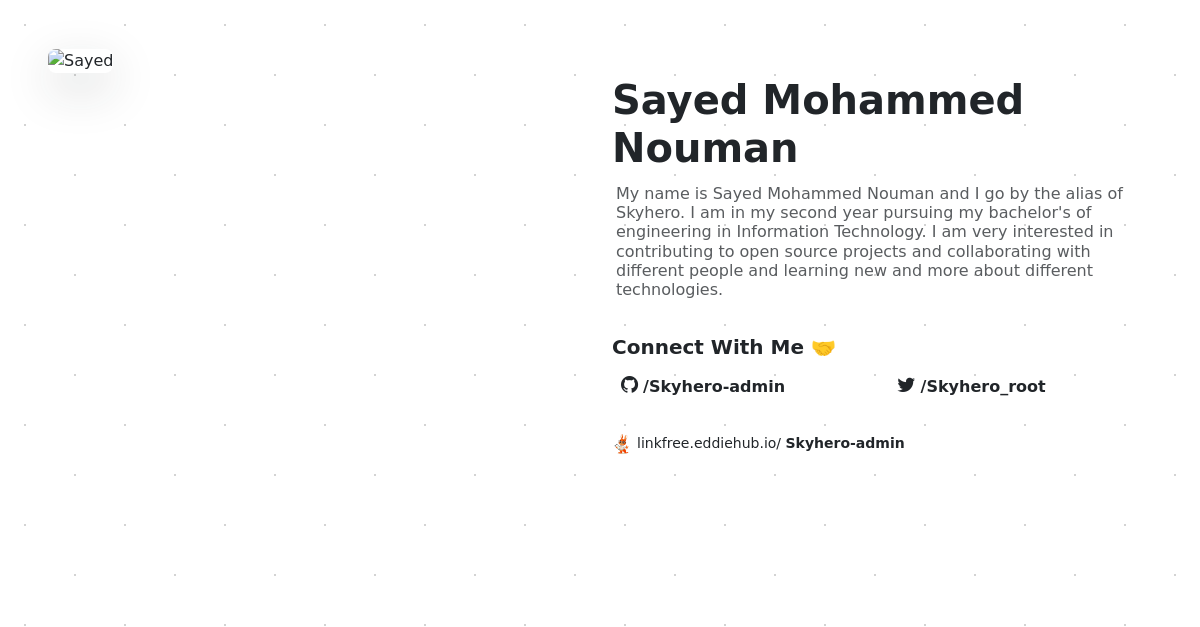 Sayed
Sayed Mohammed
Nouman
My name is Sayed Mohammed Nouman and I go by the alias of
Skyhero. I am in my second year pursuing my bachelor's of
engineering in Information Technology. I am very interested in
contributing to open source projects and collaborating with
different people and learning new and more about different
technologies.
Connect With Me 🤝
/Skyhero-admin
/Skyhero_root
linkfree.eddiehub.io/ Skyhero-admin